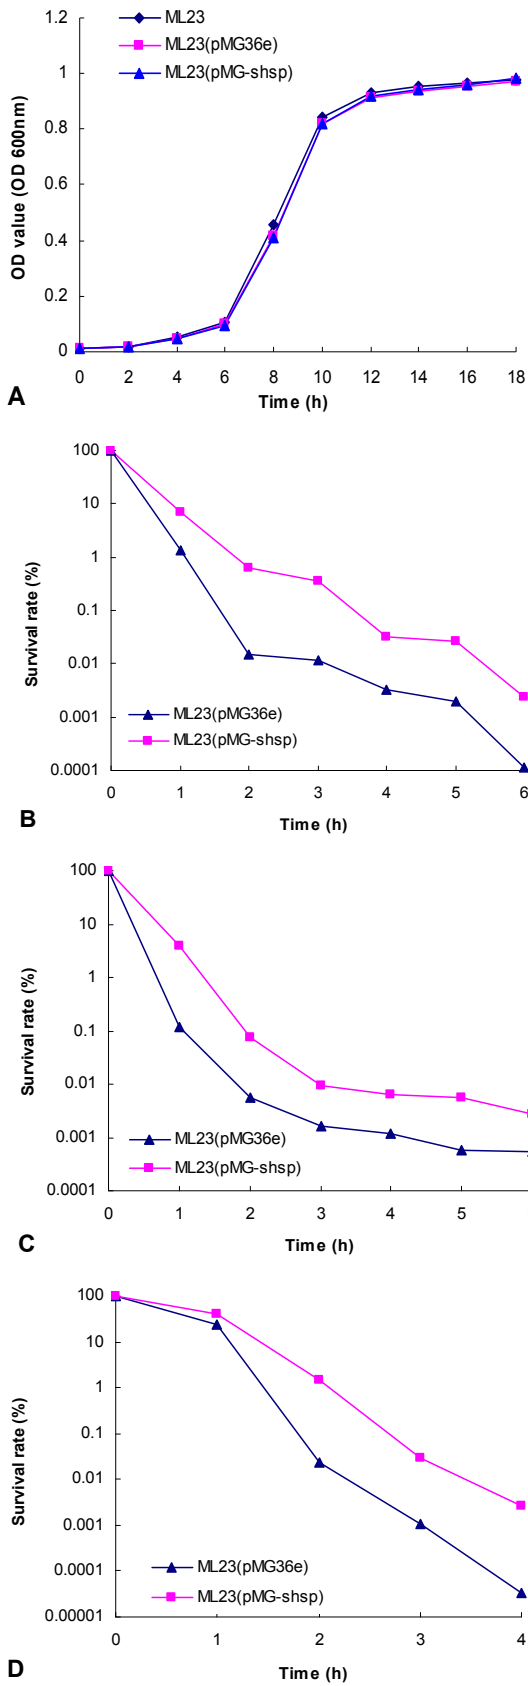 1.2
1
0.8
0.6
0.4
0.2
0
OD value (OD 600nm)
ML23
ML23(pMG36e)
ML23(pMG-shsp)
0 2 4 6 8 10 12 14 16 18
Time (h)
A
100
10
1
0.1
0.01
0.001
0.0001
Survival rate (%)
ML23(pMG36e)
ML23(pMG-shsp)
0 1 2 3 4 5 6
Time (h)
B
100
10
1
0.1
0.01
0.001
0.0001
Survival rate (%)
ML23(pMG36e)
ML23(pMG-shsp)
0 1 2 3 4 5
Time (h)
C
100
10
1
0.1
0.01
0.001
0.0001
0.00001
Survival rate (%)
ML23(pMG36e)
ML23(pMG-shsp)
0 1 2 3 4
Time (h)
D